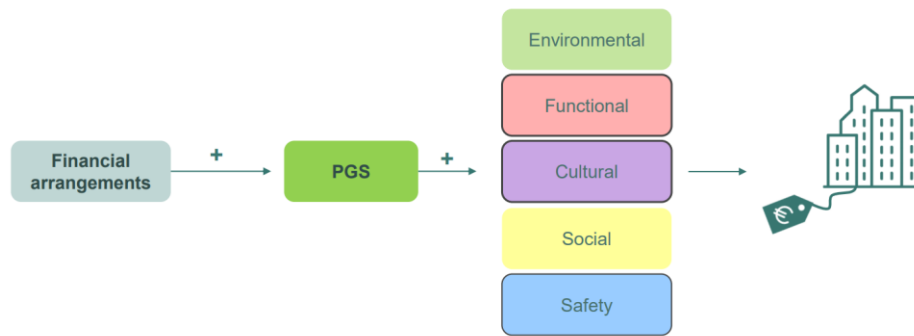 Environmental
Functional
Financial
arrangements
+
PGS
+
Cultural
Social
Safety
€